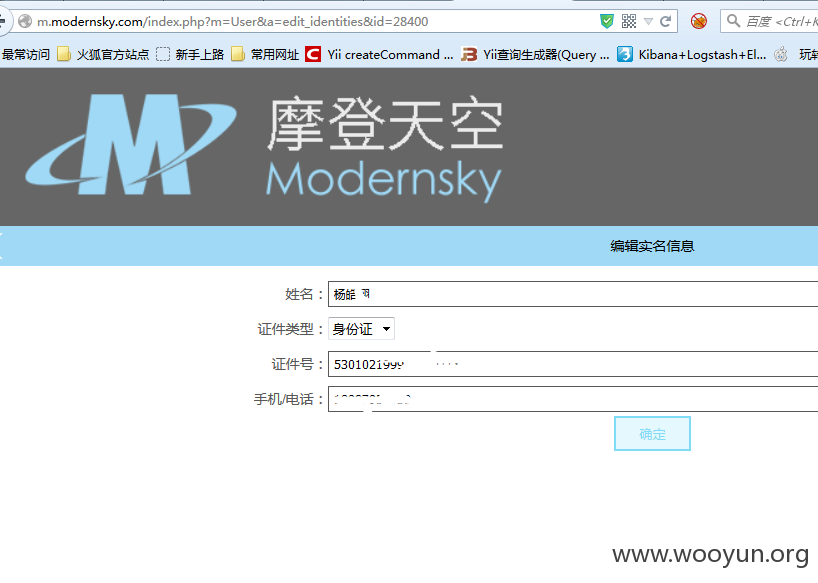 m.modernsky.com/index.php?m=User&a=edit_identities&id=28400
百度 <Ctrl+K
最常访问 火狐官方站点 新手上路 常用网址 Yii createCommand ... Yii查询生成器(Query ... Kibana+Logstash+El... 玩转
摩登天空
Modernsky
编辑实名信息
姓名：
证件类型： 身份证
证件号： 5301021999
手机/电话：
确定
www.wooyun.org